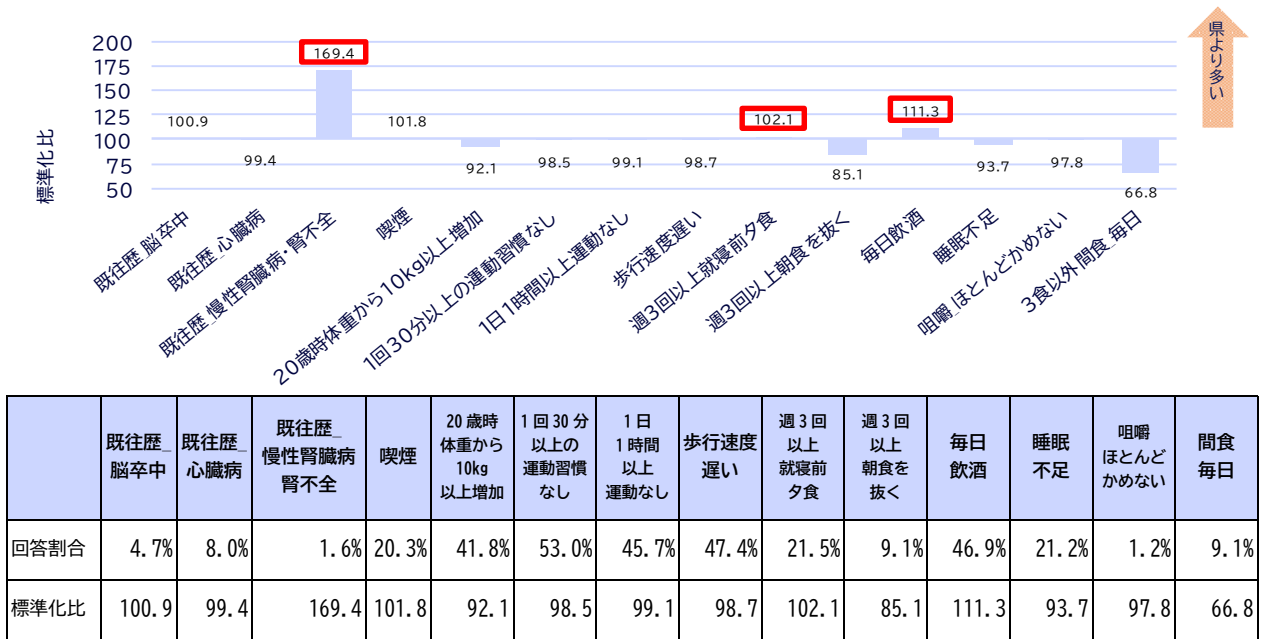 県より多い
標準化比
200
175
150
125
100
75
50
100.9
99.4
169.4
101.8
92.1
98.5
99.1
98.7
102.1
85.1
111.3
93.7
97.8
66.8
既往歴_脳卒中
既往歴_心臓病
既往歴_慢性腎臓病・腎不全
喫煙
20歳時体重から10kg以上増加
1回30分以上の運動習慣なし
1日1時間以上運動なし
歩行速度遅い
週3回以上就寝前夕食
週3回以上朝食を抜く
毎日飲酒
睡眠不足
咀嚼_ほとんどかめない
3食以外間食_毎日
既往歴_
脳卒中
既往歴_
心臓病
既往歴_
慢性腎臓病
腎不全
喫煙
20 歳時
体重から
10kg
以上増加
1 回 30 分
以上の
運動習慣
なし
1 日
1 時間
以上
運動なし
歩行速度
遅い
週 3 回
以上
就寝前
夕食
週 3 回
以上
朝食を
抜く
毎日
飲酒
睡眠
不足
咀嚼
ほとんど
かめない
間食
毎日
回答割合 4.7% 8.0% 1.6% 20.3% 41.8% 53.0% 45.7% 47.4% 21.5% 9.1% 46.9% 21.2% 1.2% 9.1%
標準化比 100.9 99.4 169.4 101.8 92.1 98.5 99.1 98.7 102.1 85.1 111.3 93.7 97.8 66.8